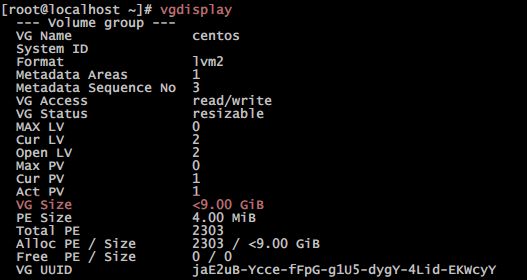 [root@localhost ~]# vgdisplay
--- Volume group ---
VG Name centos
System ID
Format lvm2
Metadata Areas 1
Metadata Sequence No 3
VG Access read/write
VG Status resizable
MAX LV 0
Cur LV 2
Open LV 2
Max PV 0
Cur PV 1
Act PV 1
VG Size <9.00 GiB
PE Size 4.00 MiB
Total PE 2303
Alloc PE / Size 2303 / <9.00 GiB
Free PE / Size 0 / 0
VG UUID jaE2uB-Ycce-fFpG-g1U5-dygY-4Lid-EKWcyY